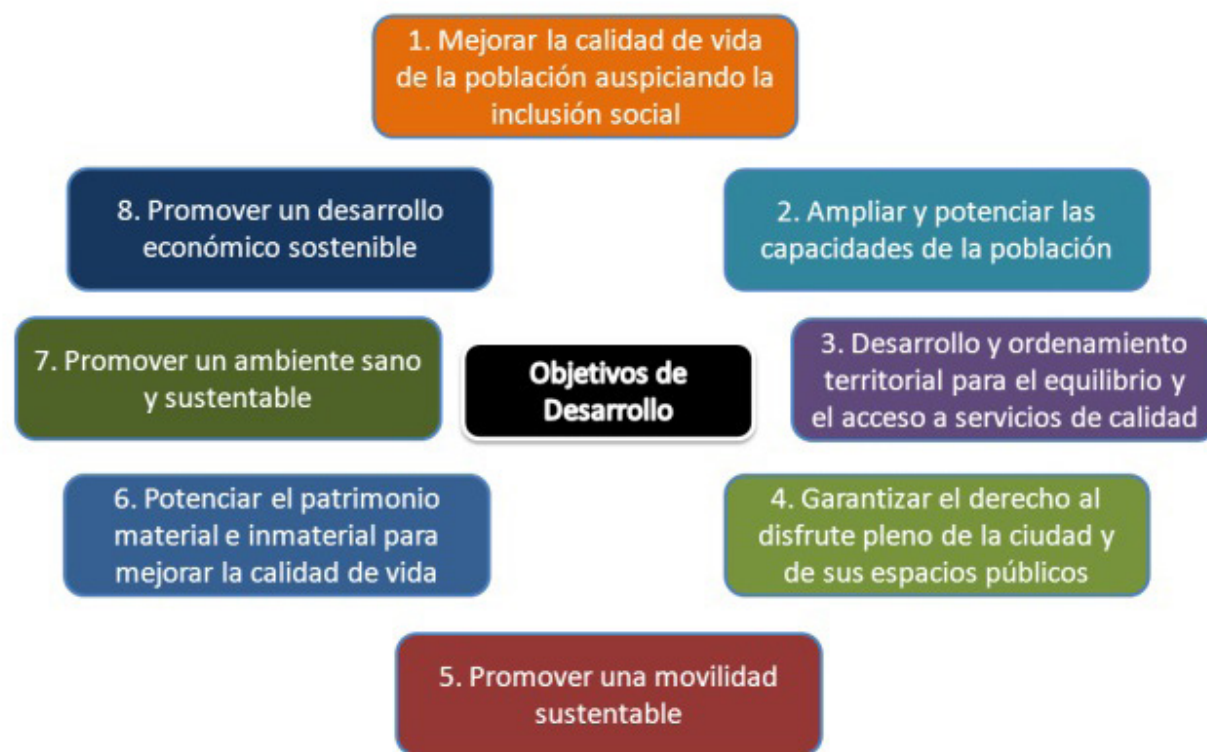 1. Mejorar la calidad de vida
de la población auspiciando la
inclusión social
8. Promover un desarrollo
económico sostenible
2. Ampliar y potenciar las
capacidades de la población
7. Promover un ambiente sano
y sustentable
Objetivos de
Desarrollo
3. Desarrollo y ordenamiento
territorial para el equilibrio y
el acceso a servicios de calidad
6. Potenciar el patrimonio
material e inmaterial para
mejorar la calidad de vida
4. Garantizar el derecho al
disfrute pleno de la ciudad y
de sus espacios públicos
5. Promover una movilidad
sustentable